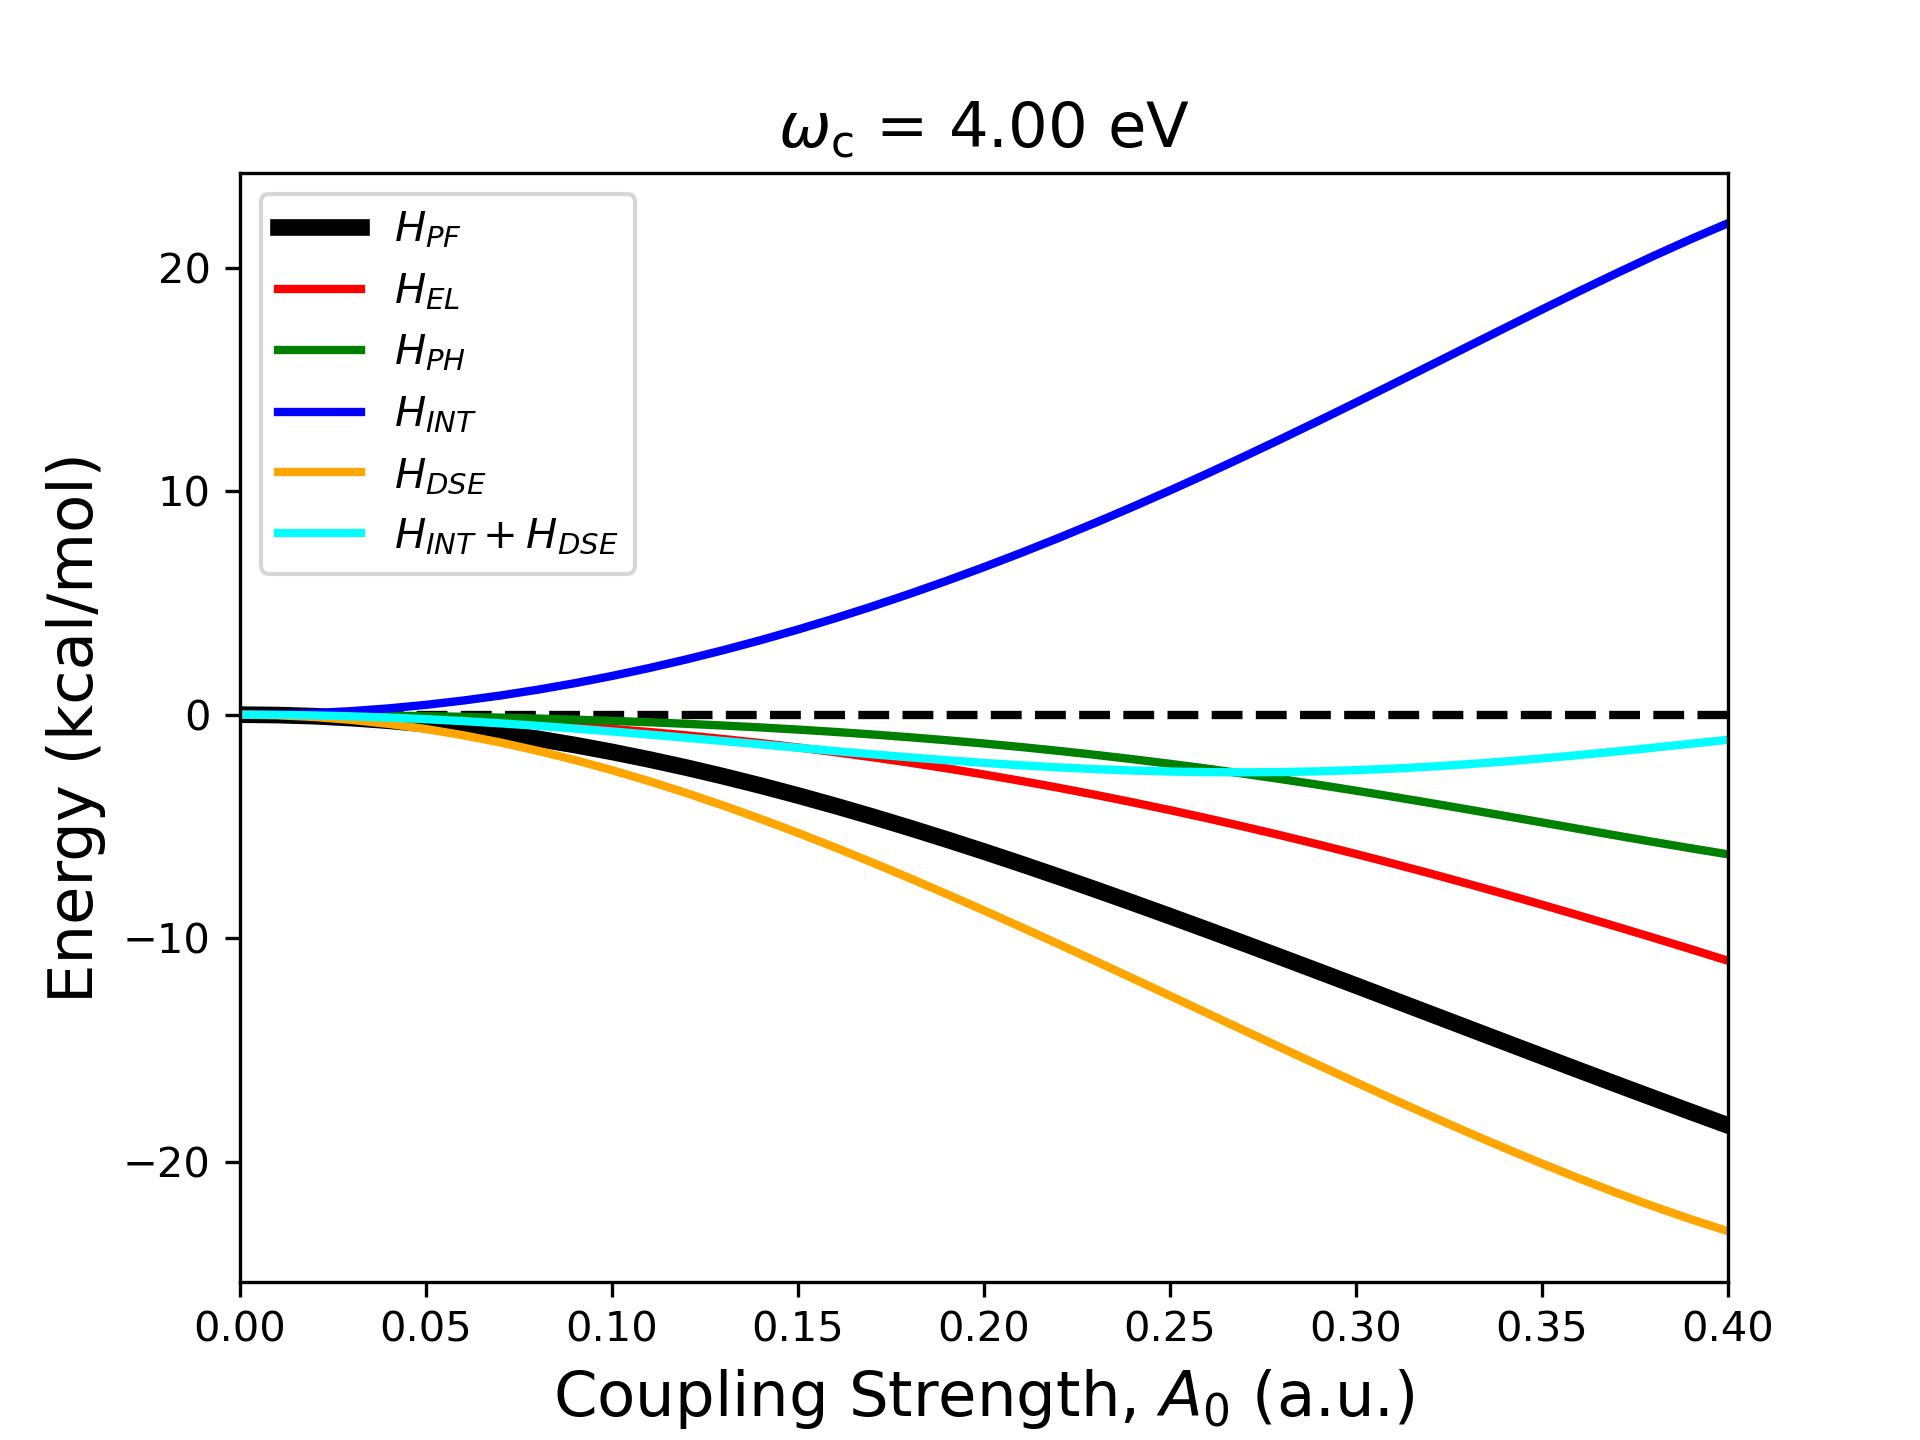 ω_c = 4.00 eV
H_PF
H_EL
H_PH
H_INT
H_DSE
H_INT + H_DSE
Energy (kcal/mol)
20
10
0
−10
−20
0.00 0.05 0.10 0.15 0.20 0.25 0.30 0.35 0.40
Coupling Strength, A_0 (a.u.)